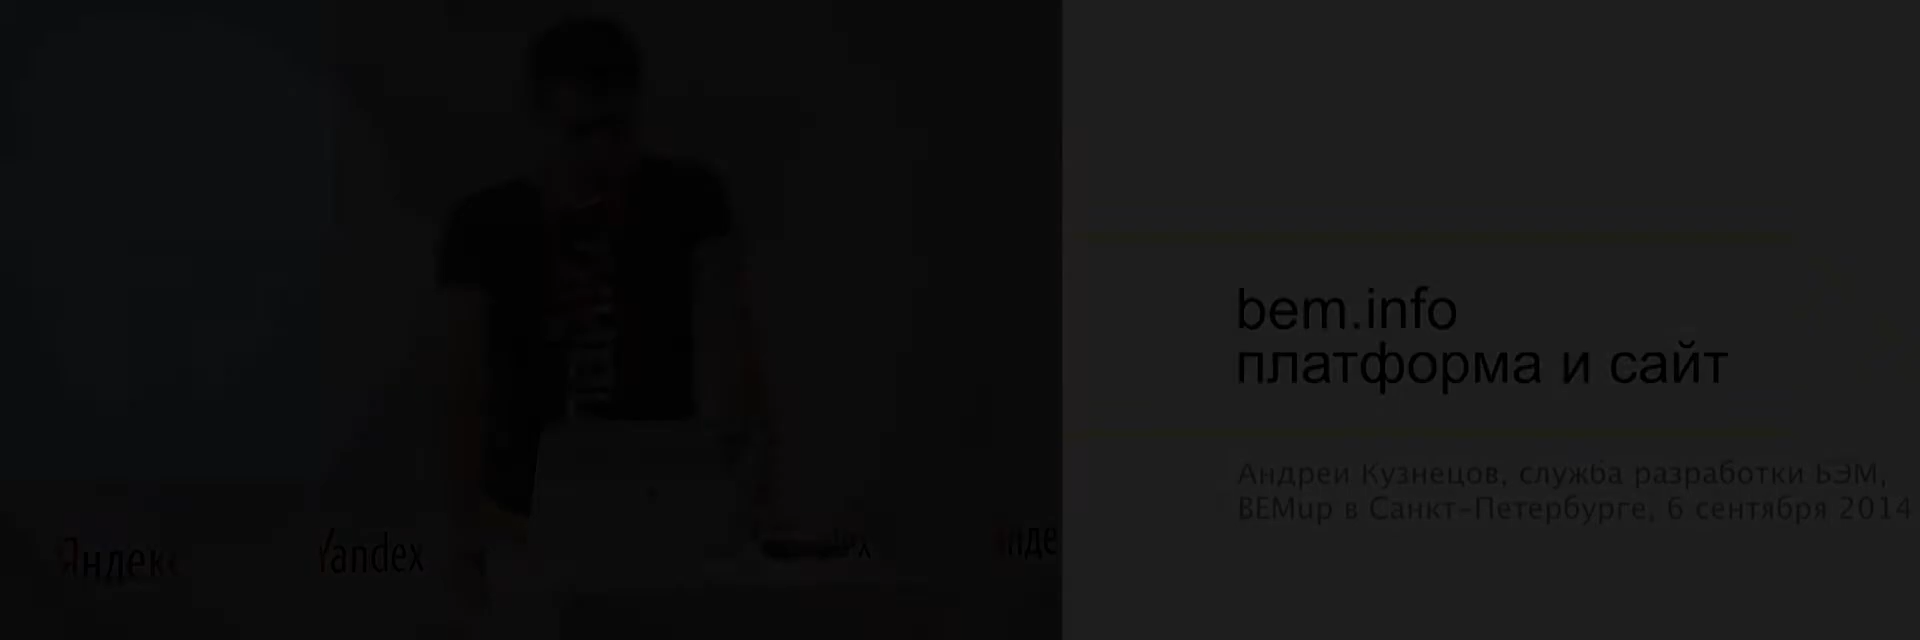 bem.info
платформа и сайт
Андрей Кузнецов, служба разработки БЭМ,
BEMup в Санкт-Петербурге, 6 сентября 2014
Яндекс
Yandex